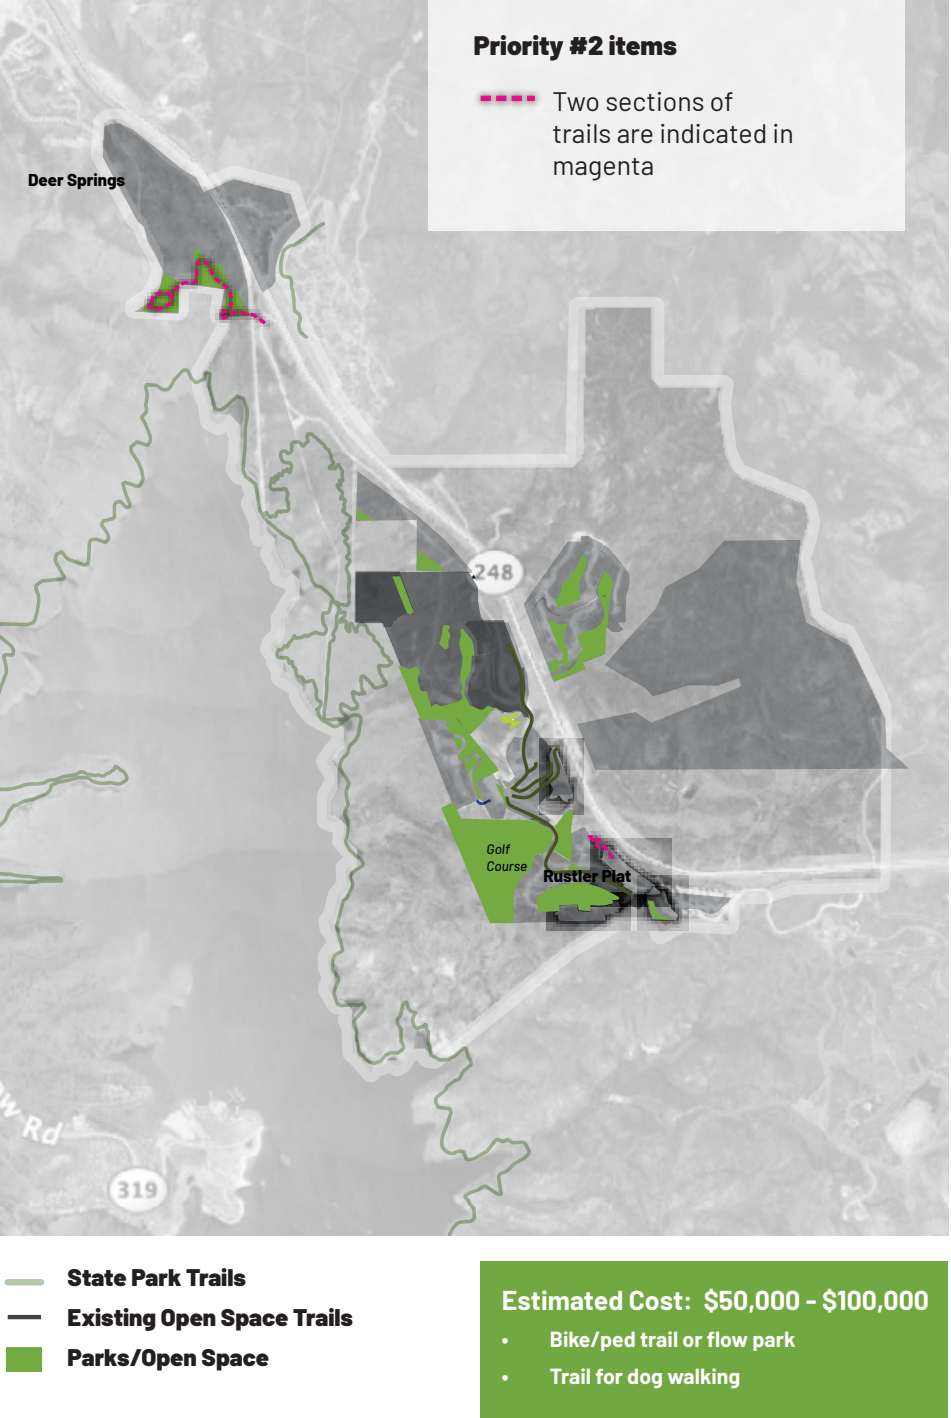 Priority #2 items
Two sections of
trails are indicated in
magenta
Deer Springs
248
Golf
Course
Rustler Plat
w Rd
319
State Park Trails
Existing Open Space Trails
Parks/Open Space
Estimated Cost: $50,000 - $100,000
• Bike/ped trail or flow park
• Trail for dog walking